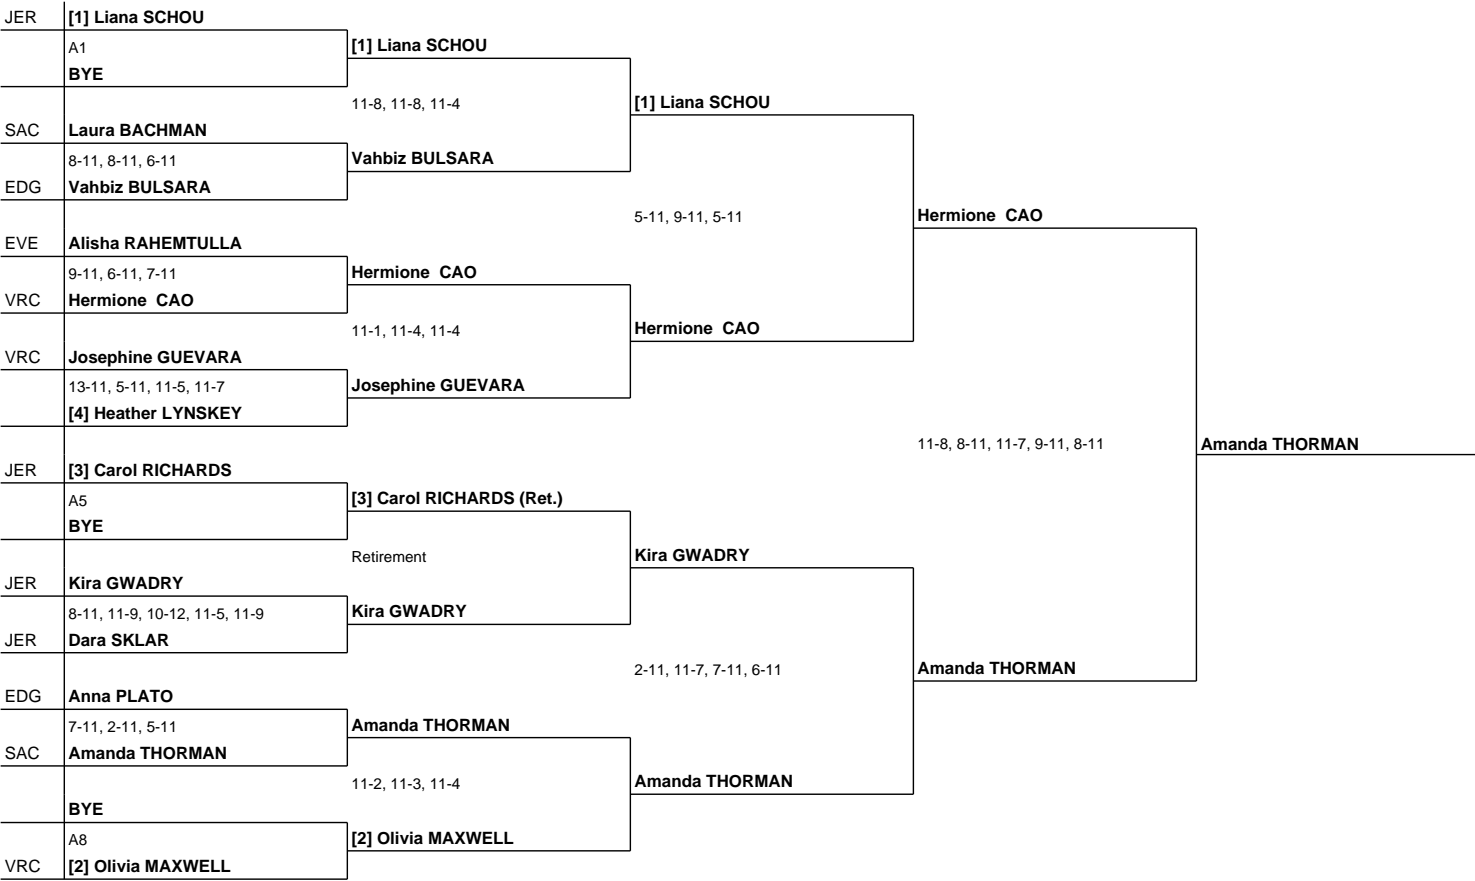 JER [1] Liana SCHOU
A1
BYE
[1] Liana SCHOU
11-8, 11-8, 11-4
SAC Laura BACHMAN
8-11, 8-11, 6-11
EDG Vahbiz BULSARA
Vahbiz BULSARA
[1] Liana SCHOU
5-11, 9-11, 5-11
EVE Alisha RAHEMTULLA
9-11, 6-11, 7-11
VRC Hermione CAO
Hermione CAO
11-1, 11-4, 11-4
VRC Josephine GUEVARA
13-11, 5-11, 11-5, 11-7
[4] Heather LYNSKEY
Josephine GUEVARA
Hermione CAO
Hermione CAO
11-8, 8-11, 11-7, 9-11, 8-11
Amanda THORMAN
JER [3] Carol RICHARDS
A5
BYE
[3] Carol RICHARDS (Ret.)
Retirement
JER Kira GWADRY
8-11, 11-9, 10-12, 11-5, 11-9
JER Dara SKLAR
Kira GWADRY
Kira GWADRY
2-11, 11-7, 7-11, 6-11
Amanda THORMAN
EDG Anna PLATO
7-11, 2-11, 5-11
SAC Amanda THORMAN
Amanda THORMAN
11-2, 11-3, 11-4
Amanda THORMAN
BYE
A8
VRC [2] Olivia MAXWELL
[2] Olivia MAXWELL